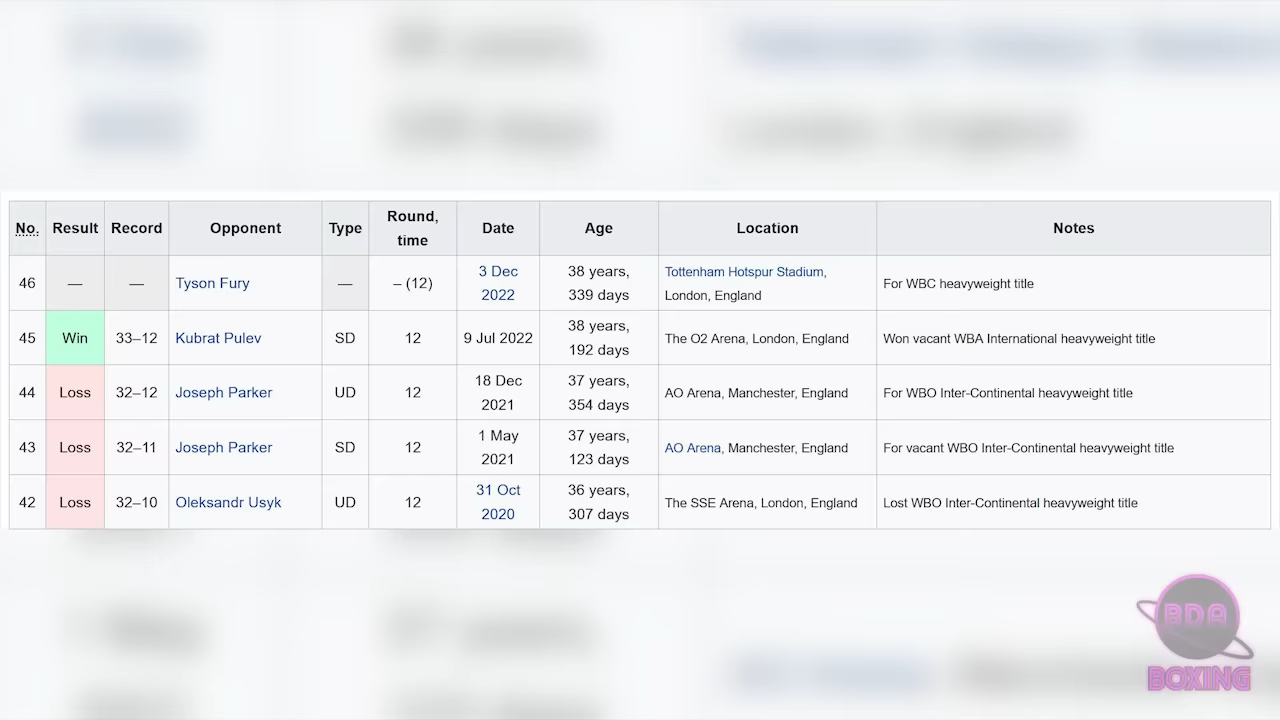 No. Result Record Opponent Type Round, time Date Age Location Notes
46 — — Tyson Fury — – (12) 3 Dec 2022 38 years, 339 days Tottenham Hotspur Stadium, London, England For WBC heavyweight title
45 Win 33–12 Kubrat Pulev SD 12 9 Jul 2022 38 years, 192 days The O2 Arena, London, England Won vacant WBA International heavyweight title
44 Loss 32–12 Joseph Parker UD 12 18 Dec 2021 37 years, 354 days AO Arena, Manchester, England For WBO Inter-Continental heavyweight title
43 Loss 32–11 Joseph Parker SD 12 1 May 2021 37 years, 123 days AO Arena, Manchester, England For vacant WBO Inter-Continental heavyweight title
42 Loss 32–10 Oleksandr Usyk UD 12 31 Oct 2020 36 years, 307 days The SSE Arena, London, England Lost WBO Inter-Continental heavyweight title
BDA
BOXING